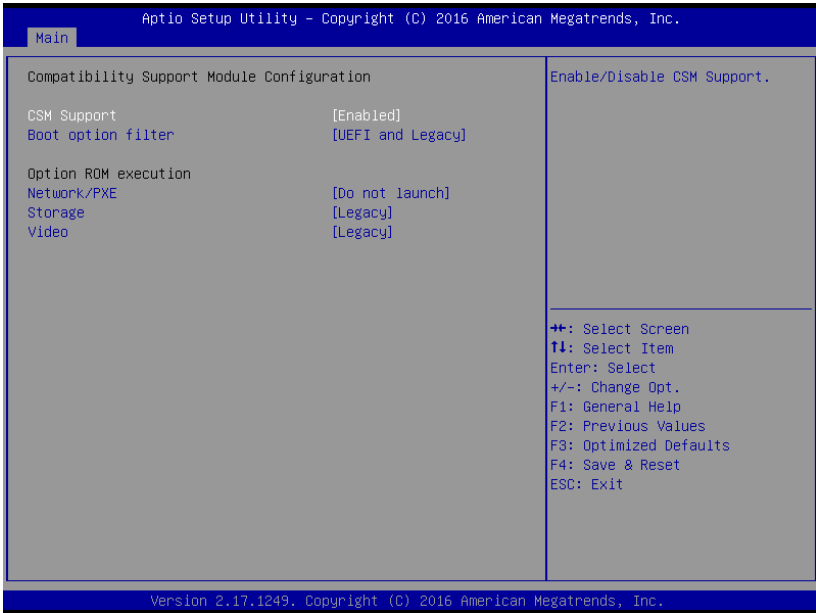 Aptio Setup Utility – Copyright (C) 2016 American Megatrends, Inc.
Main
Compatibility Support Module Configuration
CSM Support [Enabled]
Boot option filter [UEFI and Legacy]
Option ROM execution
Network/PXE [Do not launch]
Storage [Legacy]
Video [Legacy]
Enable/Disable CSM Support.
→←: Select Screen
↑↓: Select Item
Enter: Select
+/-: Change Opt.
F1: General Help
F2: Previous Values
F3: Optimized Defaults
F4: Save & Reset
ESC: Exit
Version 2.17.1249. Copyright (C) 2016 American Megatrends, Inc.